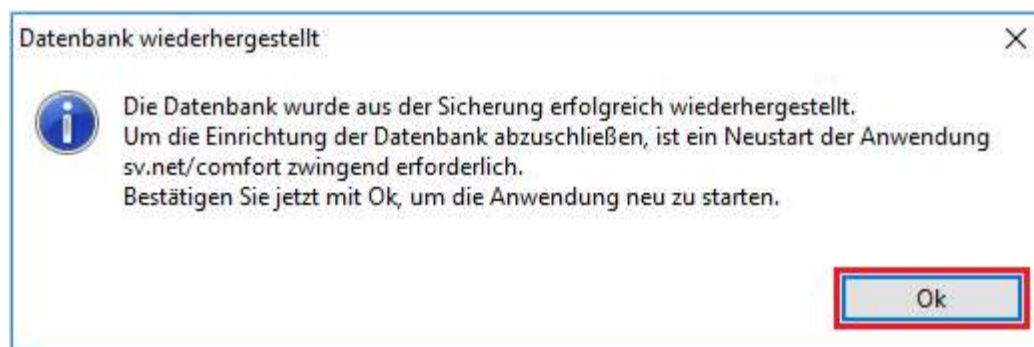 Datenbank wiederhergestellt
Die Datenbank wurde aus der Sicherung erfolgreich wiederhergestellt.
Um die Einrichtung der Datenbank abzuschließen, ist ein Neustart der Anwendung
sv.net/comfort zwingend erforderlich.
Bestätigen Sie jetzt mit Ok, um die Anwendung neu zu starten.
Ok